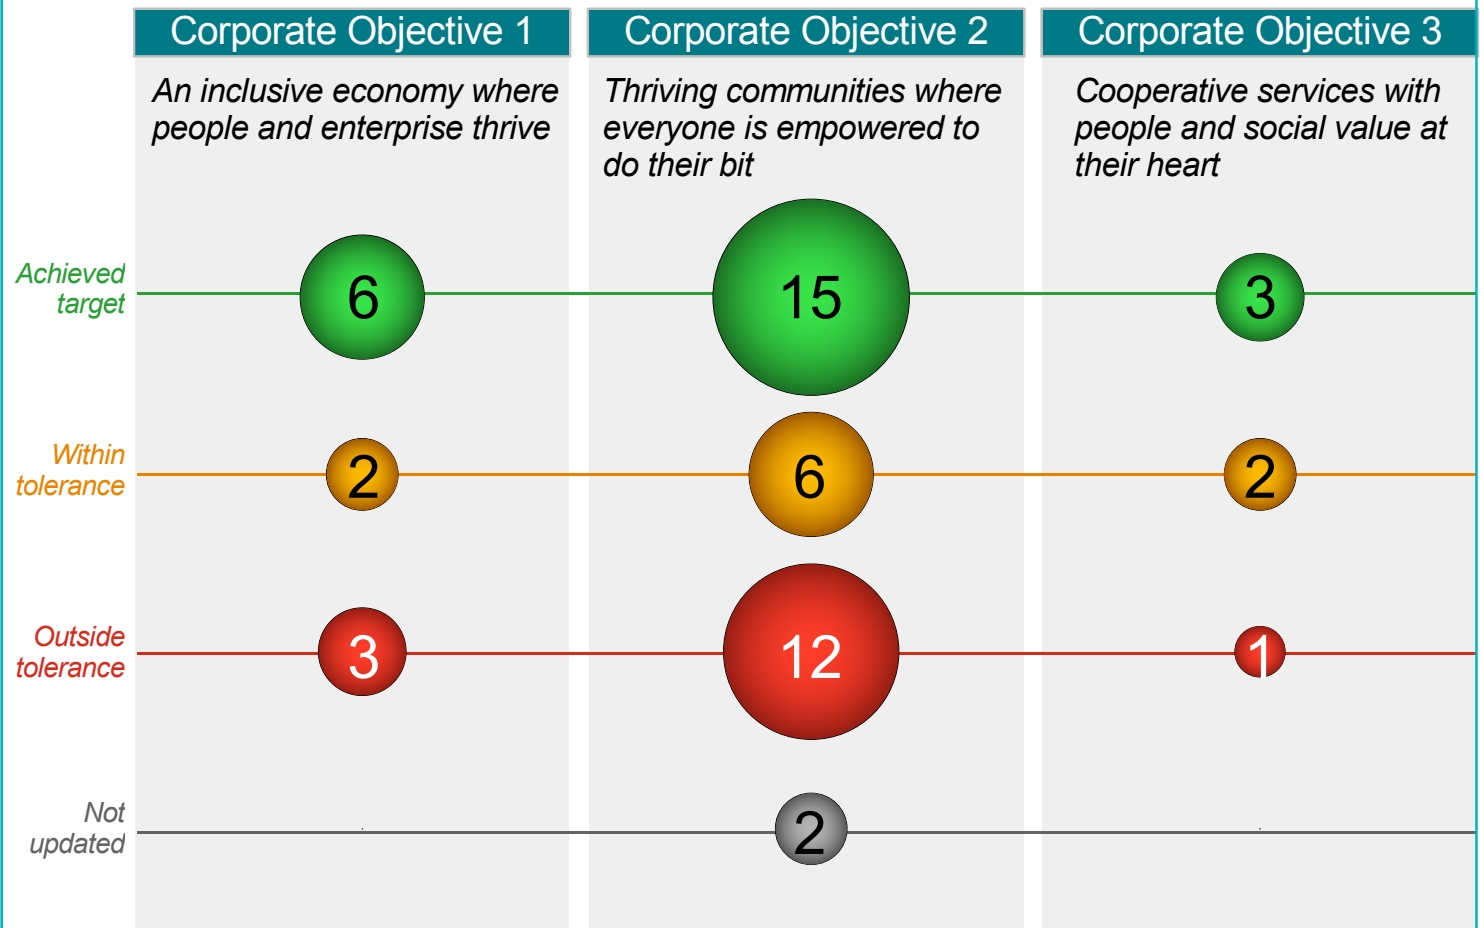 Corporate Objective 1
Corporate Objective 2
Corporate Objective 3
An inclusive economy where
people and enterprise thrive
Thriving communities where
everyone is empowered to
do their bit
Cooperative services with
people and social value at
their heart
Achieved
target
6
15
3
Within
tolerance
2
6
2
Outside
tolerance
3
12
1
Not
updated
2